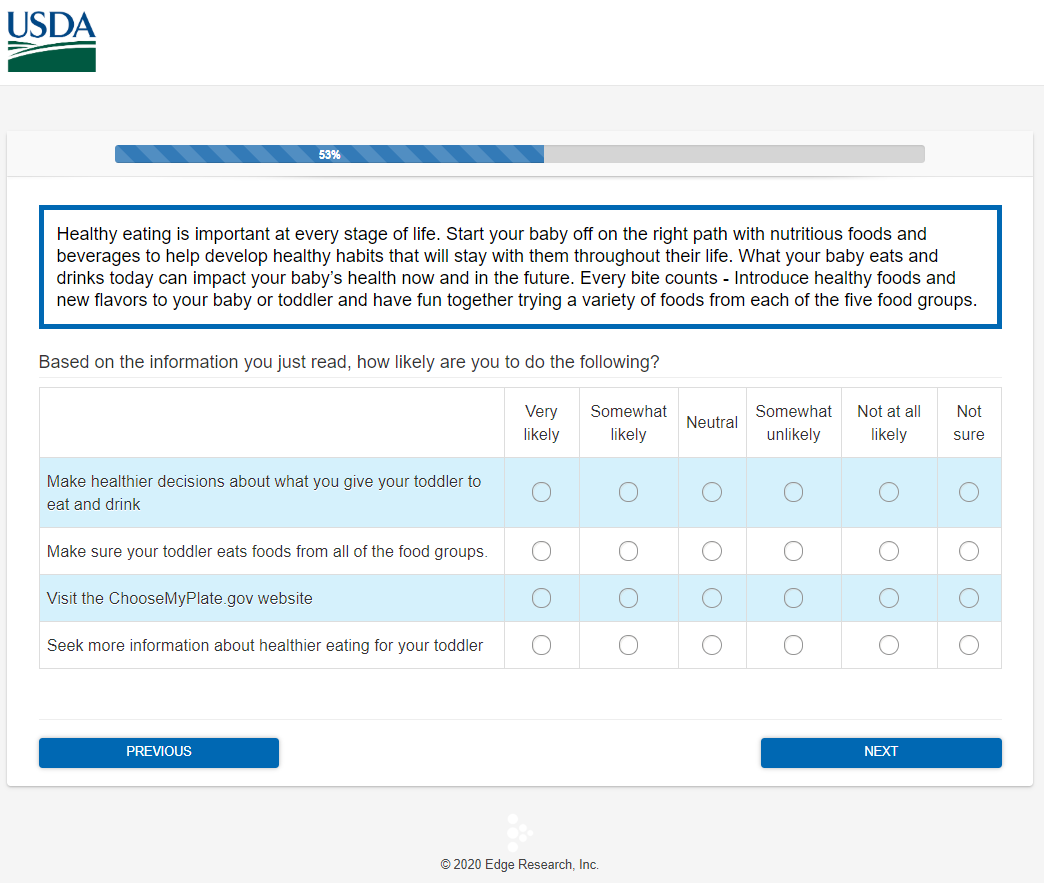 USDA
53%
Healthy eating is important at every stage of life. Start your baby off on the right path with nutritious foods and
beverages to help develop healthy habits that will stay with them throughout their life. What your baby eats and
drinks today can impact your baby’s health now and in the future. Every bite counts - Introduce healthy foods and
new flavors to your baby or toddler and have fun together trying a variety of foods from each of the five food groups.
Based on the information you just read, how likely are you to do the following?
Very likely
Somewhat likely
Neutral
Somewhat unlikely
Not at all likely
Not sure
Make healthier decisions about what you give your toddler to
eat and drink
Make sure your toddler eats foods from all of the food groups.
Visit the ChooseMyPlate.gov website
Seek more information about healthier eating for your toddler
PREVIOUS
NEXT
© 2020 Edge Research, Inc.